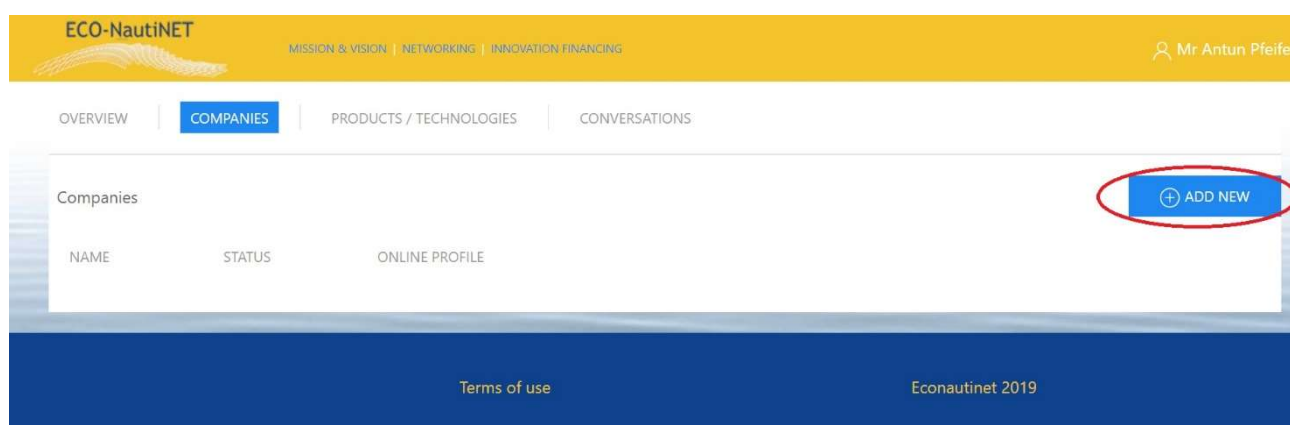 ECO-NautiNET
MISSION & VISION | NETWORKING | INNOVATION FINANCING
Mr Antun Pfeife
OVERVIEW
COMPANIES
PRODUCTS / TECHNOLOGIES
CONVERSATIONS
Companies
ADD NEW
NAME
STATUS
ONLINE PROFILE
Terms of use
Econautinet 2019